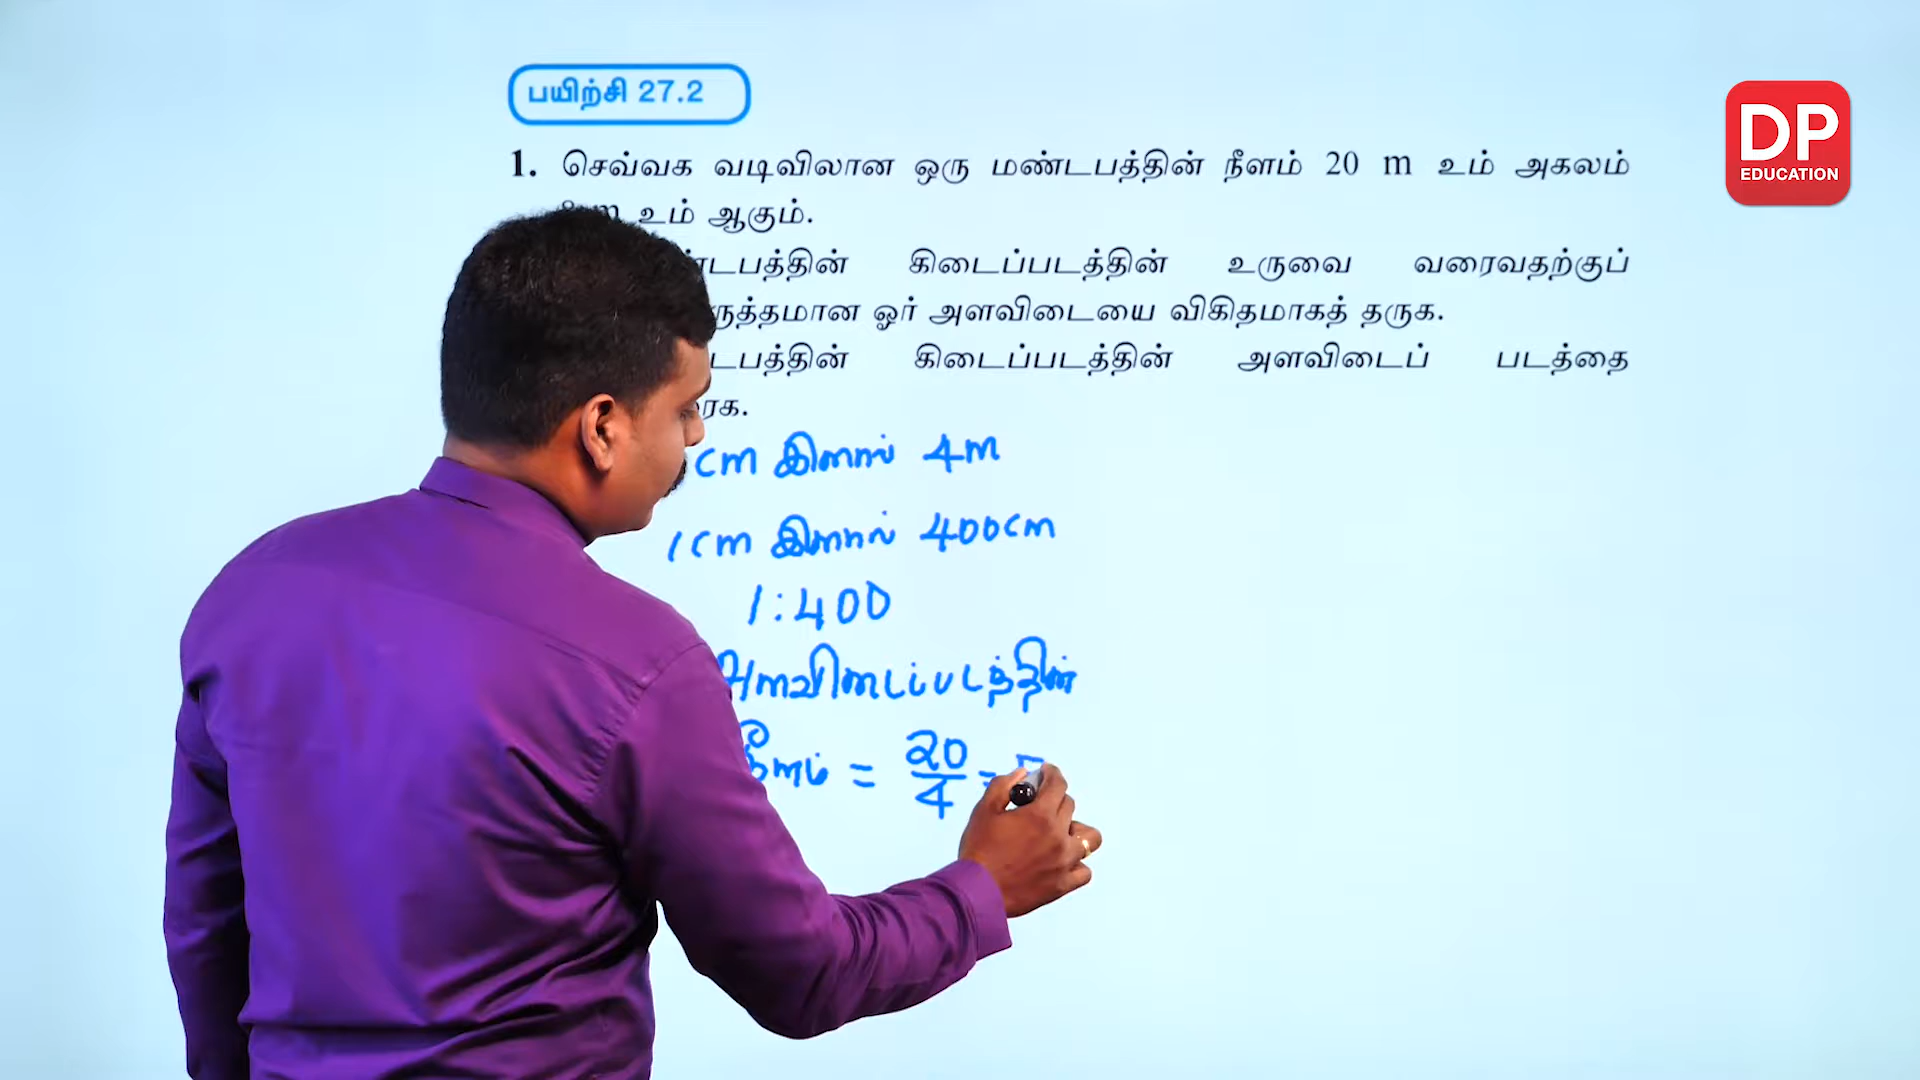 பயிற்சி 27.2
DP
EDUCATION
1. செவ்வக வடிவிலான ஒரு மண்டபத்தின் நீளம் 20 m உம் அகலம்
உம் ஆகும்.
கிடைப்படத்தின் உருவை வரைவதற்குப்
ஓர் அளவிடையை விகிதமாகத் தருக.
கிடைப்படத்தின் அளவிடைப் படத்தை
cm இனால் 4m
1cm இனால் 400cm
1:400
அளவிடைப்படத்தின்
நீளம் = 20/4 =